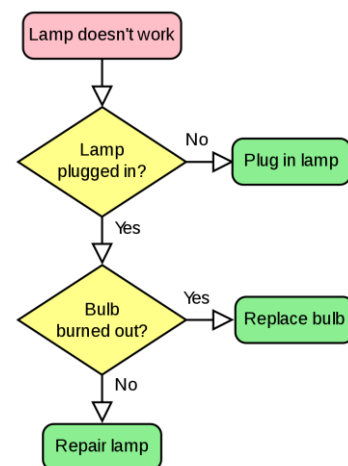 Lamp doesn't work
Lamp
plugged in?
No
Plug in lamp
Yes
Bulb
burned out?
Yes
Replace bulb
No
Repair lamp